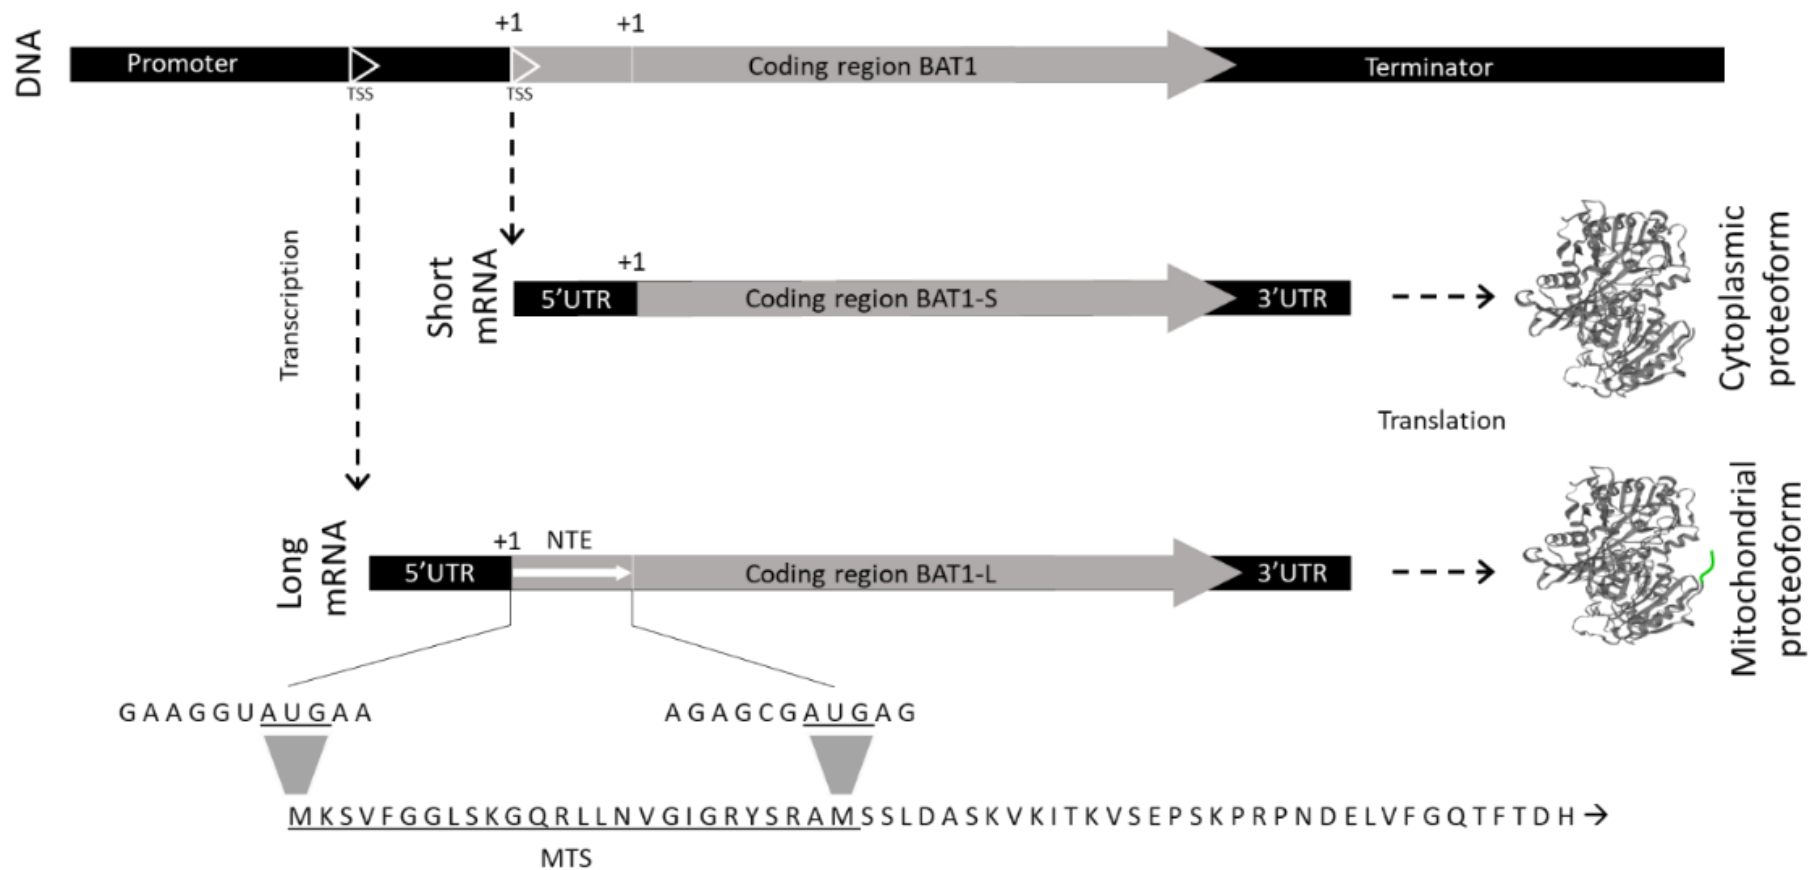 +1 +1
DNA
Promoter
Coding region BAT1
Terminator
TSS
TSS
Transcription
Short
mRNA
+1
5'UTR
Coding region BAT1-S
3'UTR
Cytoplasmic
proteoform
Translation
Long
mRNA
+1 NTE
5'UTR
Coding region BAT1-L
3'UTR
Mitochondrial
proteoform
GAAGGUAUGAA
AGAGCGAUGAG
MKSVFGGLSKGQRLLNVGIGRYSRAMSSLDASKVKITKVSEPSKPRPNDELVFGQTFTDH→
MTS